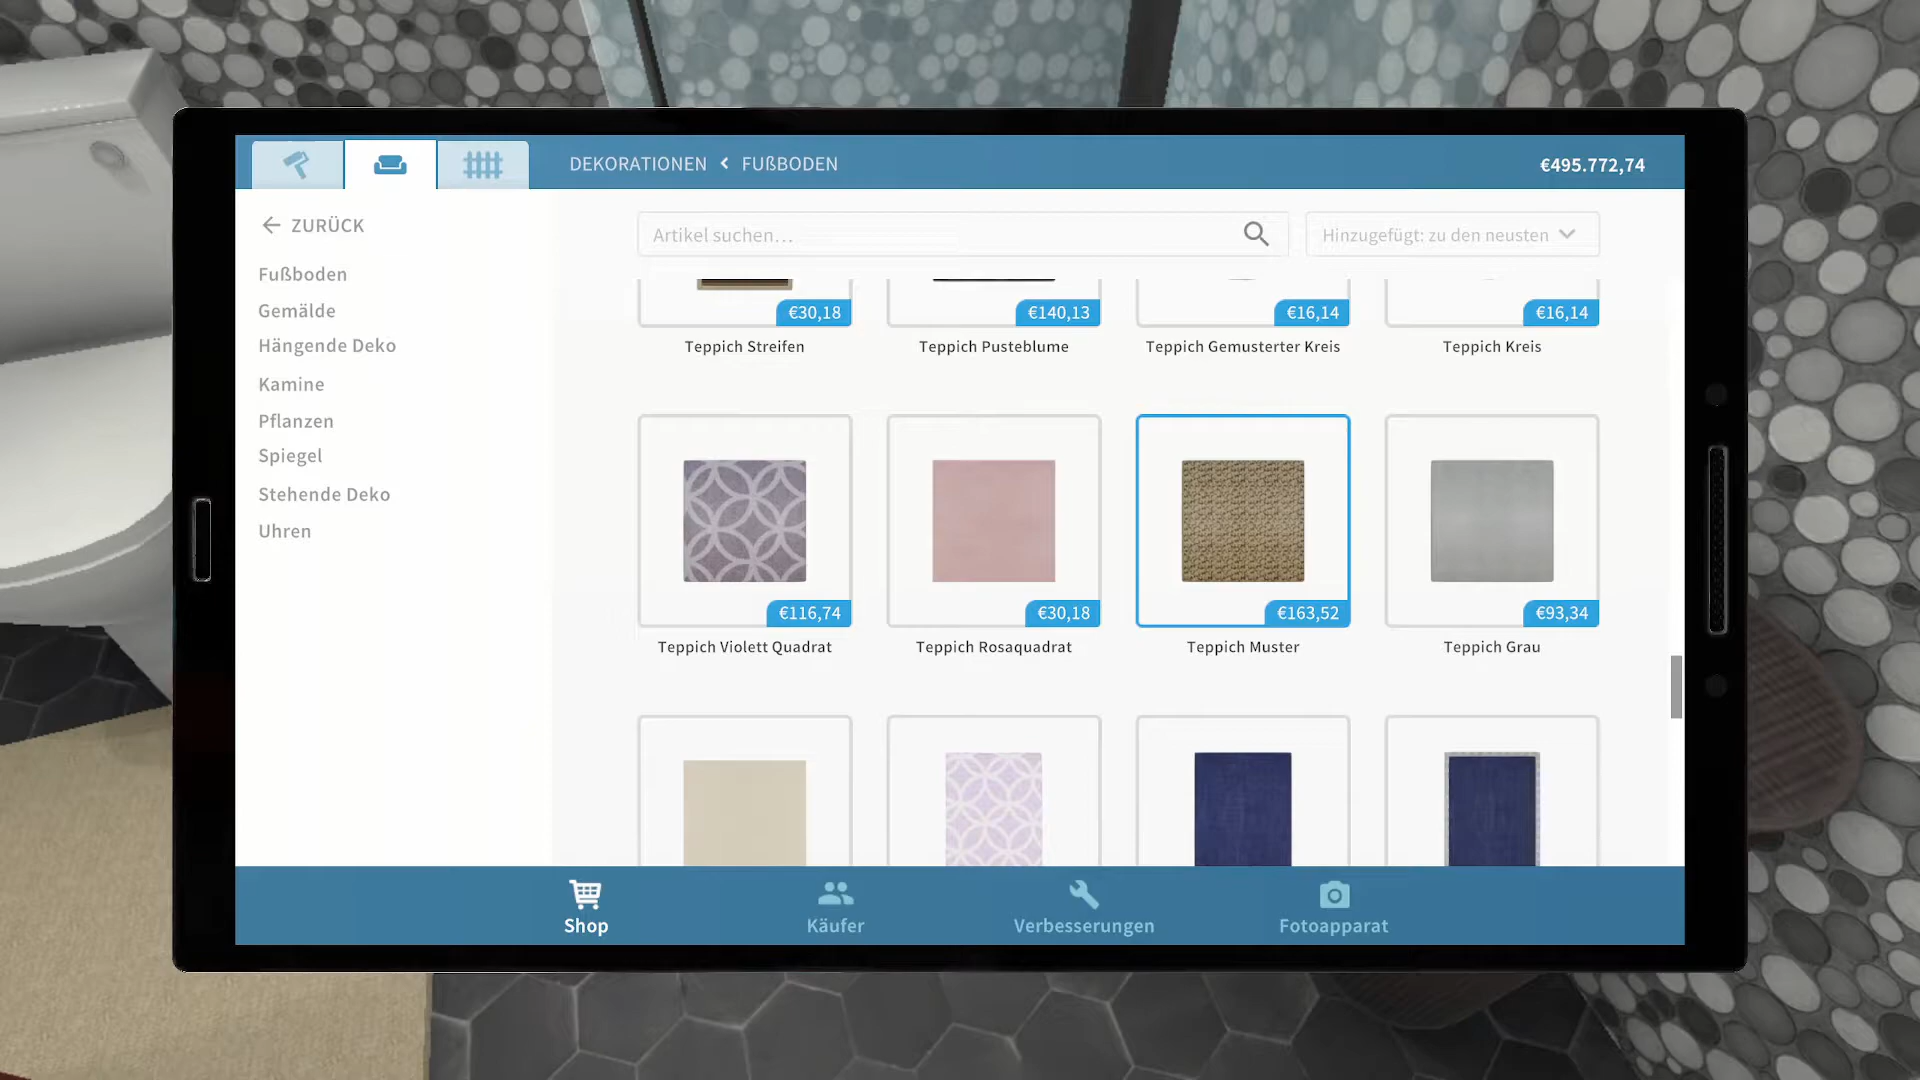 DEKORATIONEN < FUßBODEN
€495.772,74
← ZURÜCK
Artikel suchen...
Hinzugefügt: zu den neusten
Fußboden
Gemälde
Hängende Deko
Kamine
Pflanzen
Spiegel
Stehende Deko
Uhren
€30,18
€140,13
€16,14
€16,14
Teppich Streifen
Teppich Pusteblume
Teppich Gemusterter Kreis
Teppich Kreis
€116,74
€30,18
€163,52
€93,34
Teppich Violett Quadrat
Teppich Rosaquadrat
Teppich Muster
Teppich Grau
Shop
Käufer
Verbesserungen
Fotoapparat